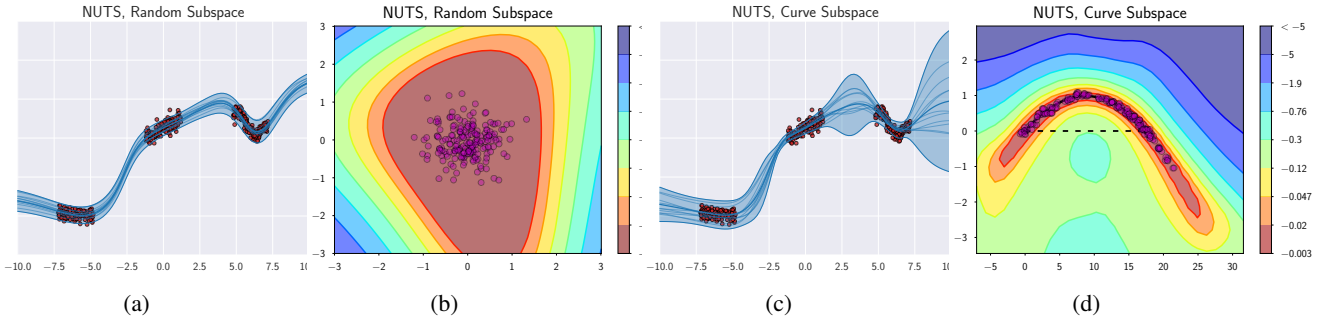 NUTS, Random Subspace
−10.0 −7.5 −5.0 −2.5 0.0 2.5 5.0 7.5 10
(a)
NUTS, Random Subspace
3
2
1
0
−1
−2
−3
−3 −2 −1 0 1 2 3
(b)
NUTS, Curve Subspace
−10.0 −7.5 −5.0 −2.5 0.0 2.5 5.0 7.5 10
(c)
NUTS, Curve Subspace
2
1
0
−1
−2
−3
−5 0 5 10 15 20 25 30
(d)
< −5
−5
−1.9
−0.76
−0.3
−0.12
−0.047
−0.02
−0.003